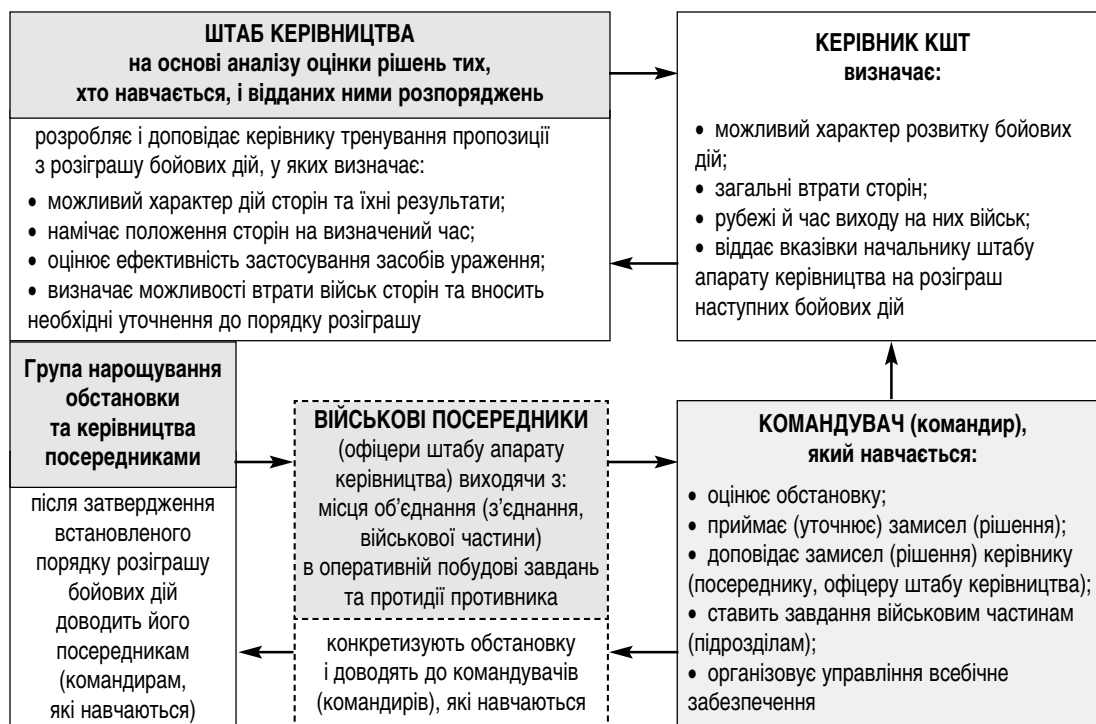 ШТАБ КЕРІВНИЦТВА
на основі аналізу оцінки рішень тих,
хто навчається, і відданих ними розпоряджень
розробляє і доповідає керівнику тренування пропозиції
з розіграшу бойових дій, у яких визначає:
• можливий характер дій сторін та їхні результати;
• намічає положення сторін на визначений час;
• оцінює ефективність застосування засобів ураження;
• визначає можливості втрати військ сторін та вносить
необхідні уточнення до порядку розіграшу
КЕРІВНИК КШТ
визначає:
• можливий характер розвитку бойових
дій;
• загальні втрати сторін;
• рубежі й час виходу на них військ;
• віддає вказівки начальнику штабу
апарату керівництва на розіграш
наступних бойових дій
Група нарощування
обстановки
та керівництва
посередниками
після затвердження
встановленого
порядку розіграшу
бойових дій
доводить його
посередникам
(командирам,
які навчаються)
ВІЙСЬКОВІ ПОСЕРЕДНИКИ
(офіцери штабу апарату
керівництва) виходячи з:
місця об’єднання (з’єднання,
військової частини)
в оперативній побудові завдань
та протидії противника
конкретизують обстановку
і доводять до командувачів
(командирів), які навчаються
КОМАНДУВАЧ (командир),
який навчається:
• оцінює обстановку;
• приймає (уточнює) замисел (рішення);
• доповідає замисел (рішення) керівнику
(посереднику, офіцеру штабу керівництва);
• ставить завдання військовим частинам
(підрозділам);
• організовує управління всебічне
забезпечення